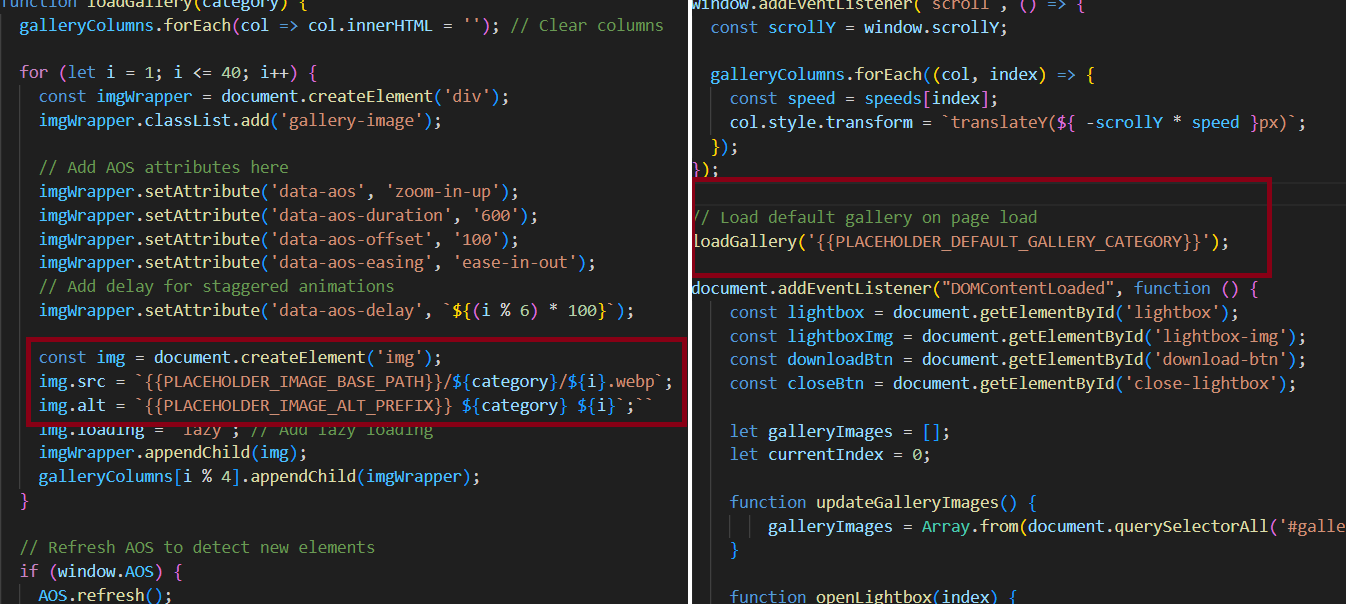 function loadGallery(category) {
galleryColumns.forEach(col => col.innerHTML = ''); // Clear columns
for (let i = 1; i <= 40; i++) {
const imgWrapper = document.createElement('div');
imgWrapper.classList.add('gallery-image');
// Add AOS attributes here
imgWrapper.setAttribute('data-aos', 'zoom-in-up');
imgWrapper.setAttribute('data-aos-duration', '600');
imgWrapper.setAttribute('data-aos-offset', '100');
imgWrapper.setAttribute('data-aos-easing', 'ease-in-out');
// Add delay for staggered animations
imgWrapper.setAttribute('data-aos-delay', `${(i % 6) * 100}`);
const img = document.createElement('img');
img.src = `{{PLACEHOLDER_IMAGE_BASE_PATH}}/${category}/${i}.webp`;
img.alt = `{{PLACEHOLDER_IMAGE_ALT_PREFIX}} ${category} ${i}`;``
img.loading = 'lazy'; // Add lazy loading
imgWrapper.appendChild(img);
galleryColumns[i % 4].appendChild(imgWrapper);
}
// Refresh AOS to detect new elements
if (window.AOS) {
AOS.refresh();
window.addEventListener('scroll', () => {
const scrollY = window.scrollY;
galleryColumns.forEach((col, index) => {
const speed = speeds[index];
col.style.transform = `translateY(${ -scrollY * speed }px)`;
});
});
// Load default gallery on page load
loadGallery('{{PLACEHOLDER_DEFAULT_GALLERY_CATEGORY}}');
document.addEventListener("DOMContentLoaded", function () {
const lightbox = document.getElementById('lightbox');
const lightboxImg = document.getElementById('lightbox-img');
const downloadBtn = document.getElementById('download-btn');
const closeBtn = document.getElementById('close-lightbox');
let galleryImages = [];
let currentIndex = 0;
function updateGalleryImages() {
galleryImages = Array.from(document.querySelectorAll('#galle
}
function openLightbox(index) {